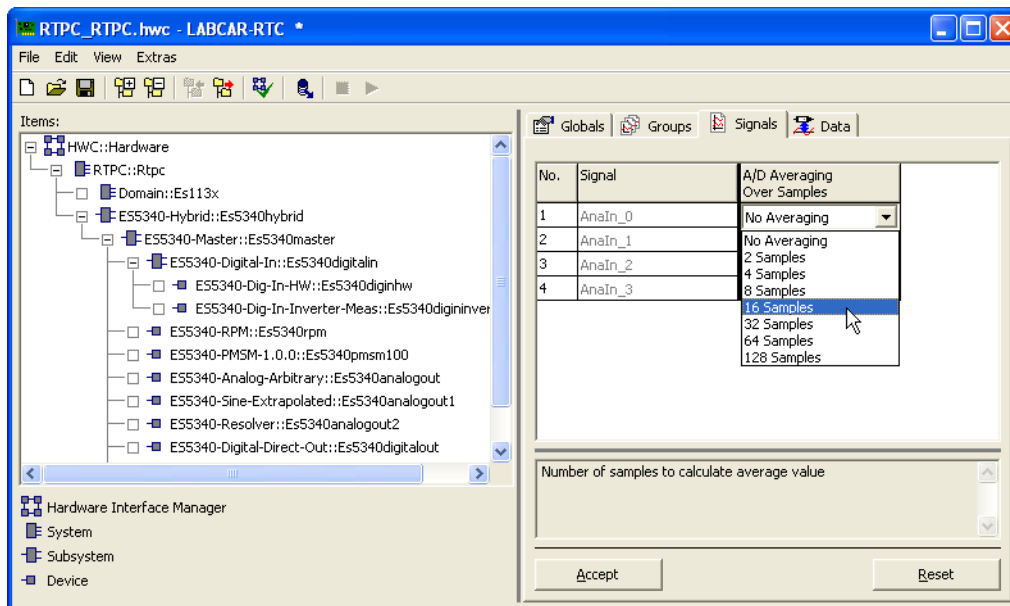 RTPC_RTPC.hwc - LABCAR-RTC *
File Edit View Extras
Items:
HWC::Hardware
RTPC::Rtpc
Domain::Es113x
ES5340-Hybrid::Es5340hybrid
ES5340-Master::Es5340master
ES5340-Digital-In::Es5340digitalin
ES5340-Dig-In-HW::Es5340diginhw
ES5340-Dig-In-Inverter-Meas::Es5340digininver
ES5340-RPM::Es5340rpm
ES5340-PMSM-1.0.0::Es5340pmsm100
ES5340-Analog-Arbitrary::Es5340analogout
ES5340-Sine-Extrapolated::Es5340analogout1
ES5340-Resolver::Es5340analogout2
ES5340-Digital-Direct-Out::Es5340digitalout
Hardware Interface Manager
System
Subsystem
Device
Globals Groups Signals Data
No. Signal A/D Averaging
Over Samples
1 AnaIn_0 No Averaging
2 AnaIn_1
3 AnaIn_2
4 AnaIn_3
No Averaging
2 Samples
4 Samples
8 Samples
16 Samples
32 Samples
64 Samples
128 Samples
Number of samples to calculate average value
Accept Reset